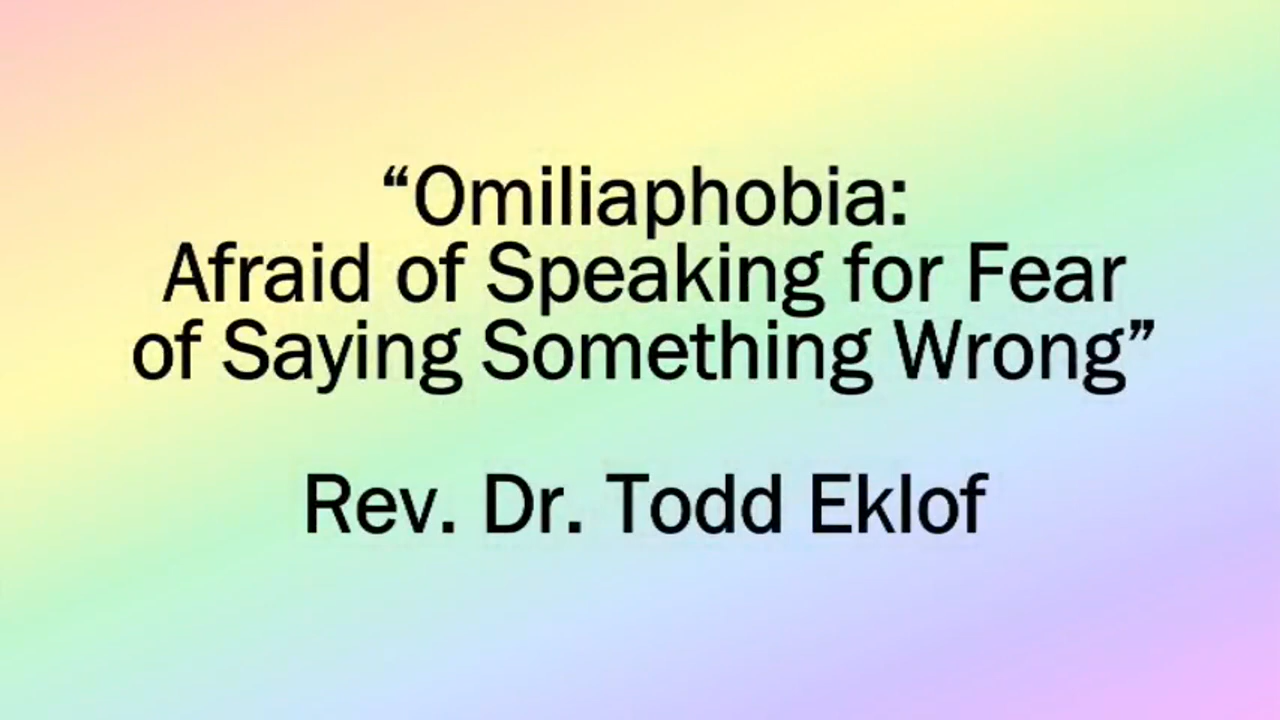 “Omiliaphobia:
Afraid of Speaking for Fear
of Saying Something Wrong”
Rev. Dr. Todd Eklof